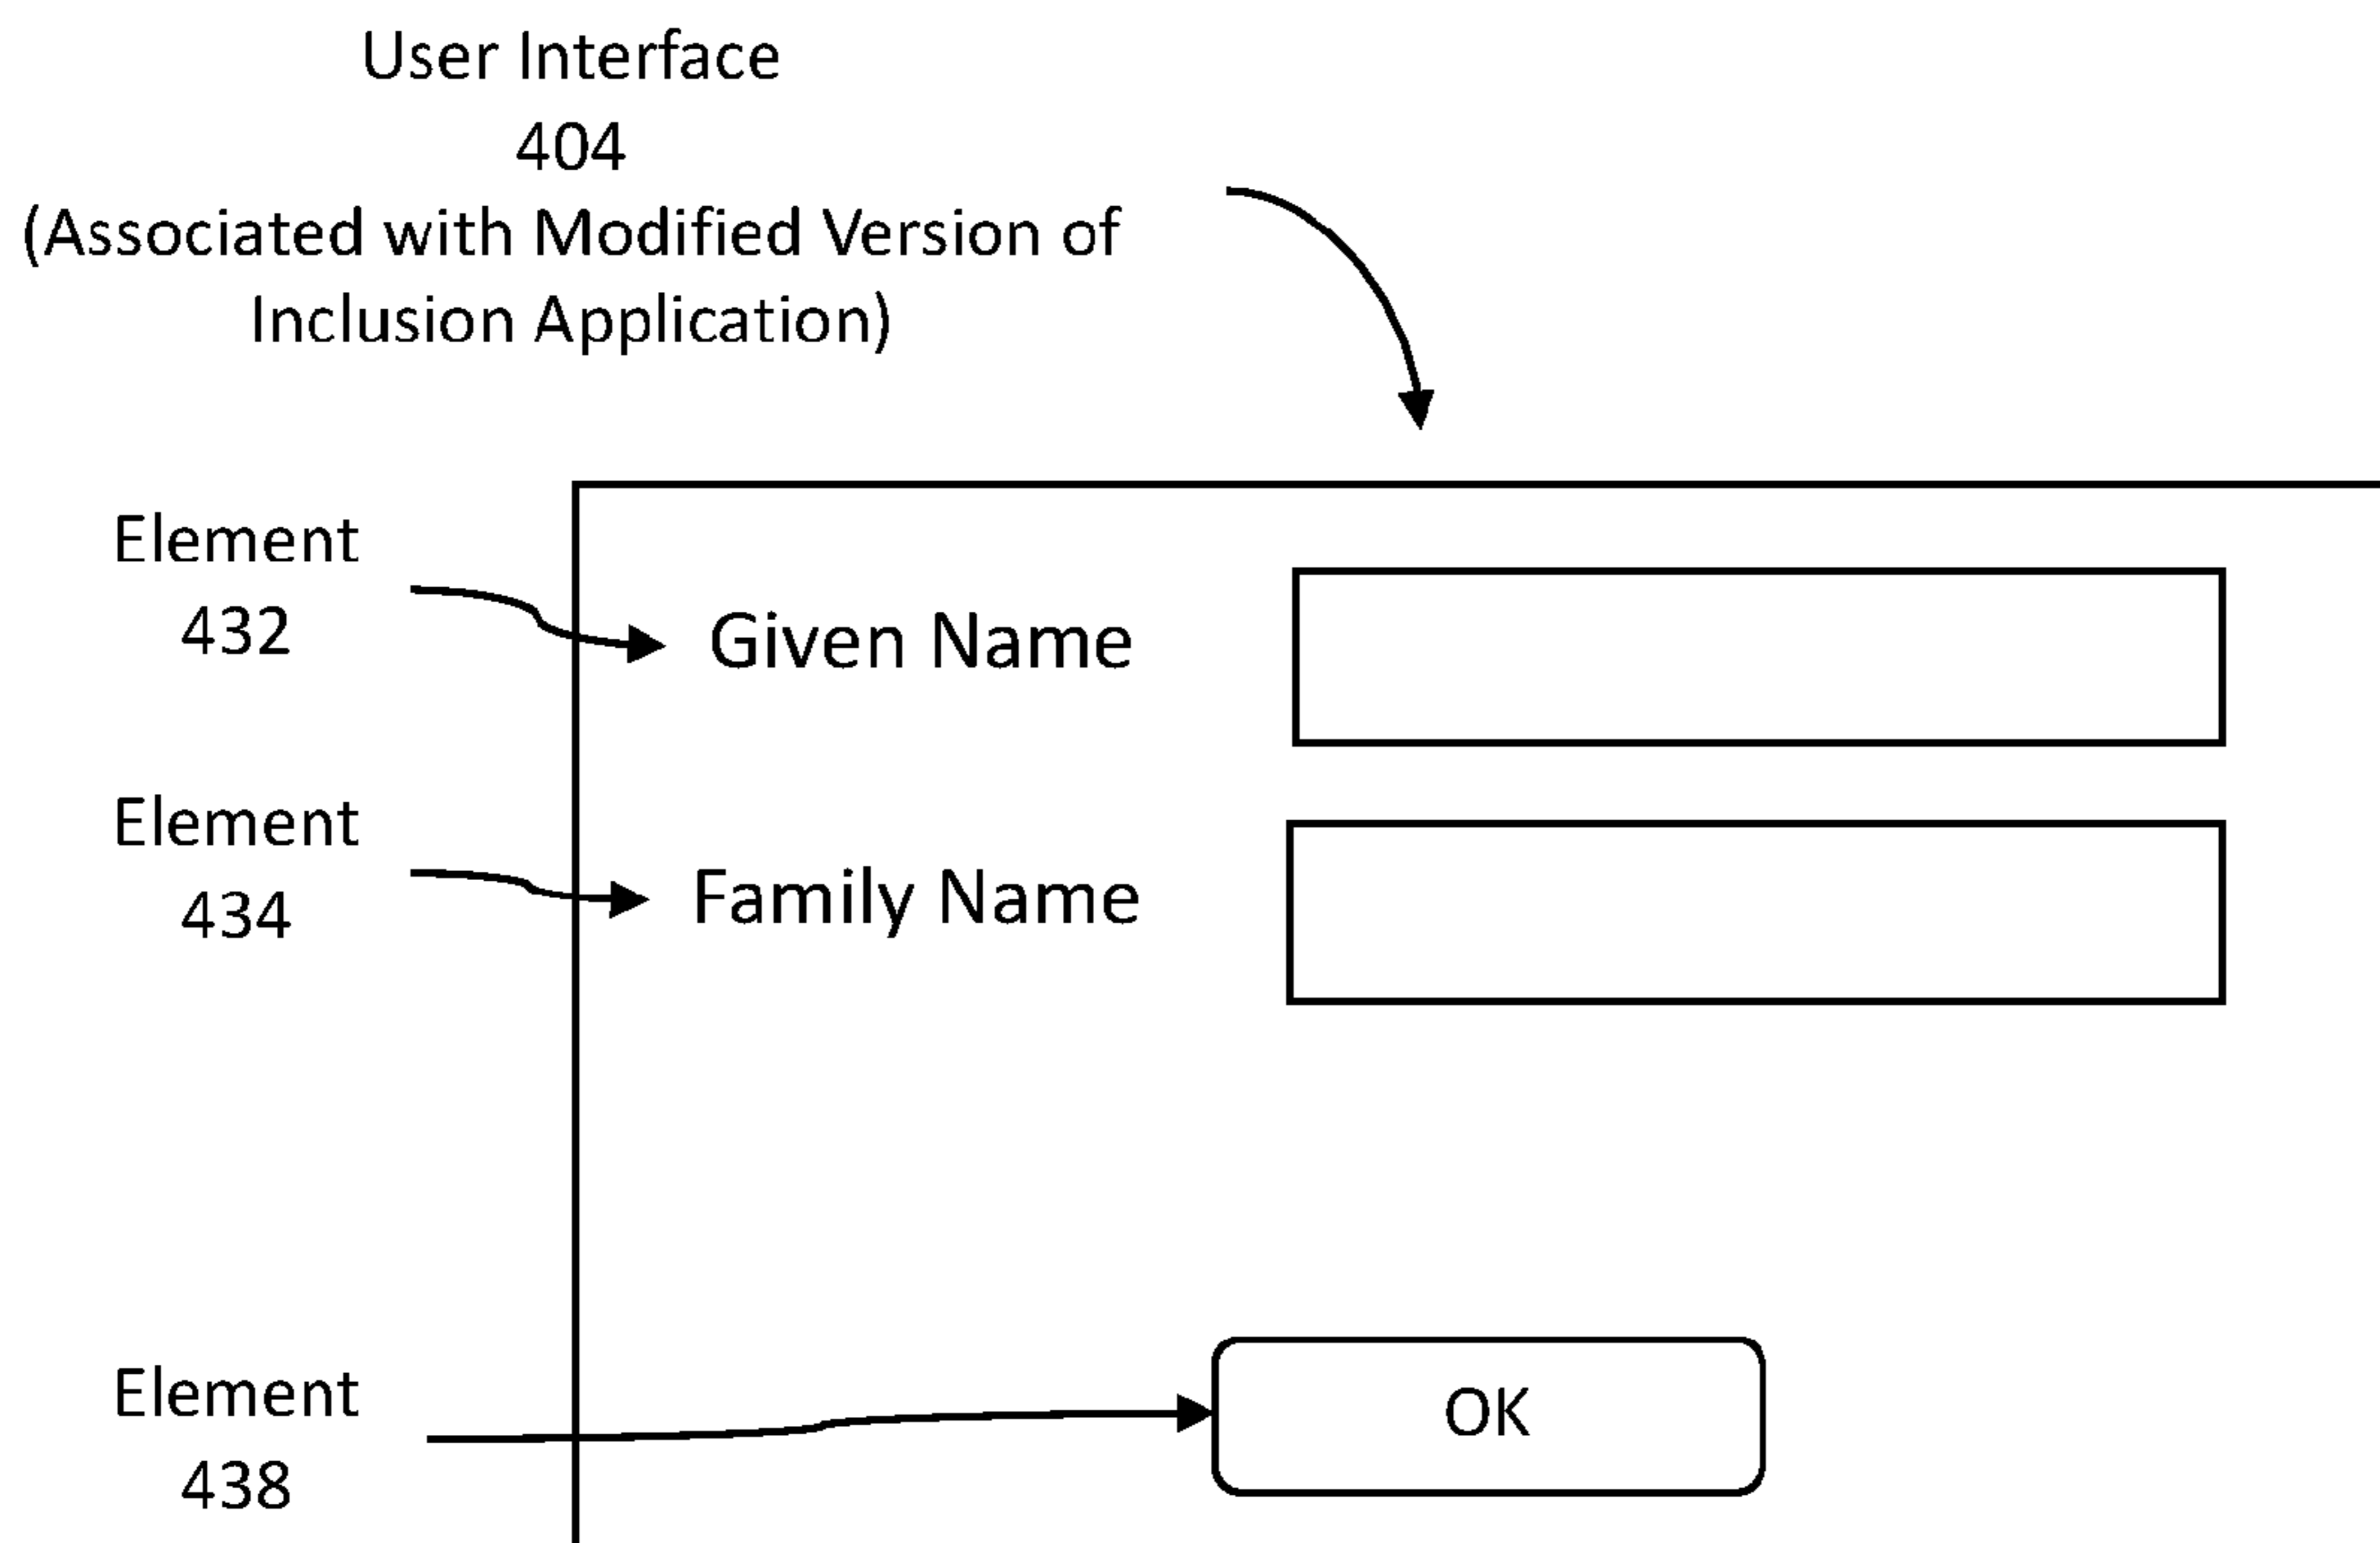 User Interface
404
(Associated with Modified Version of
Inclusion Application)
Element
432
Given Name
Element
434
Family Name
Element
438
OK